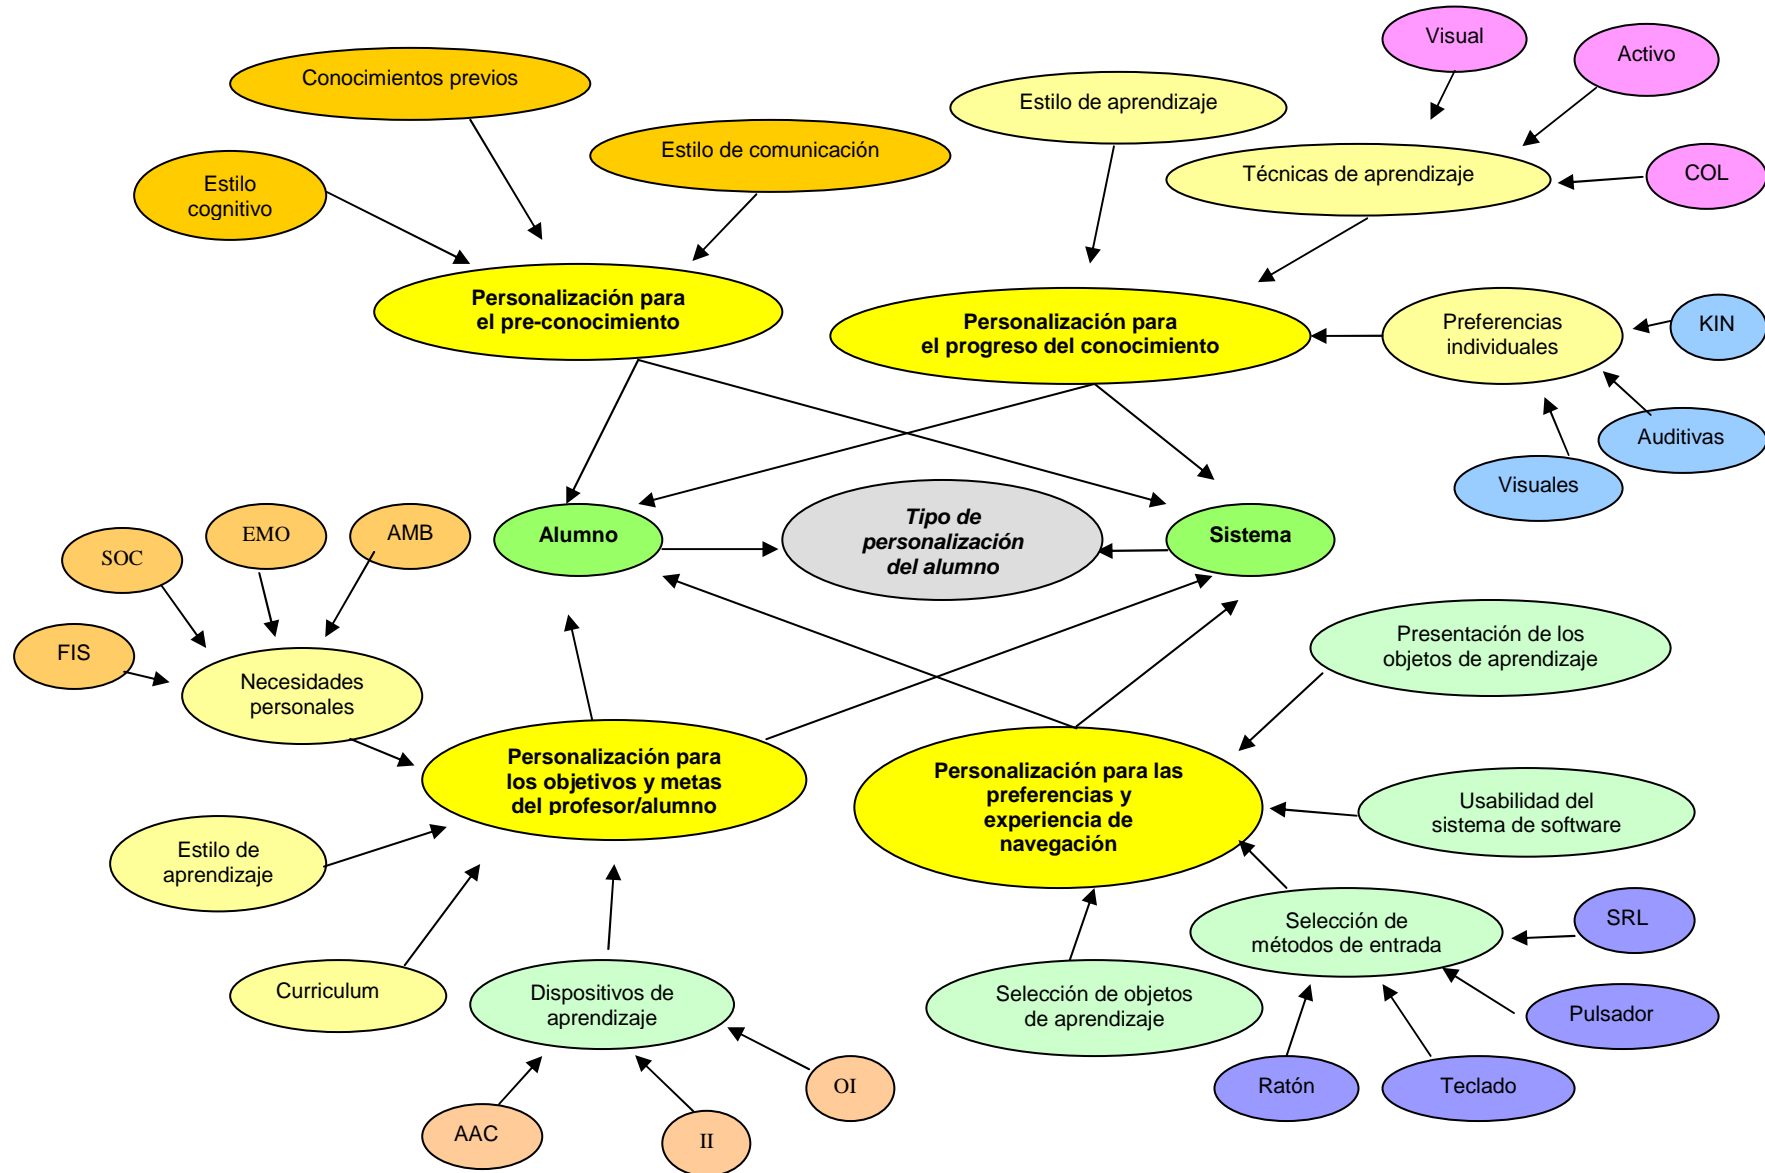 Visual
Activo
Conocimientos previos
Estilo de aprendizaje
Estilo de comunicación
Técnicas de aprendizaje
COL
Estilo
cognitivo
Personalización para
el pre-conocimiento
Personalización para
el progreso del conocimiento
Preferencias
individuales
KIN
Auditivas
Visuales
SOC
EMO
AMB
Alumno
Tipo de
personalización
del alumno
Sistema
FIS
Necesidades
personales
Presentación de los
objetos de aprendizaje
Personalización para
los objetivos y metas
del profesor/alumno
Personalización para las
preferencias y
experiencia de
navegación
Usabilidad del
sistema de software
Estilo de
aprendizaje
Selección de
métodos de entrada
SRL
Curriculum
Dispositivos de
aprendizaje
Selección de objetos
de aprendizaje
Pulsador
Ratón
Teclado
OI
AAC
II